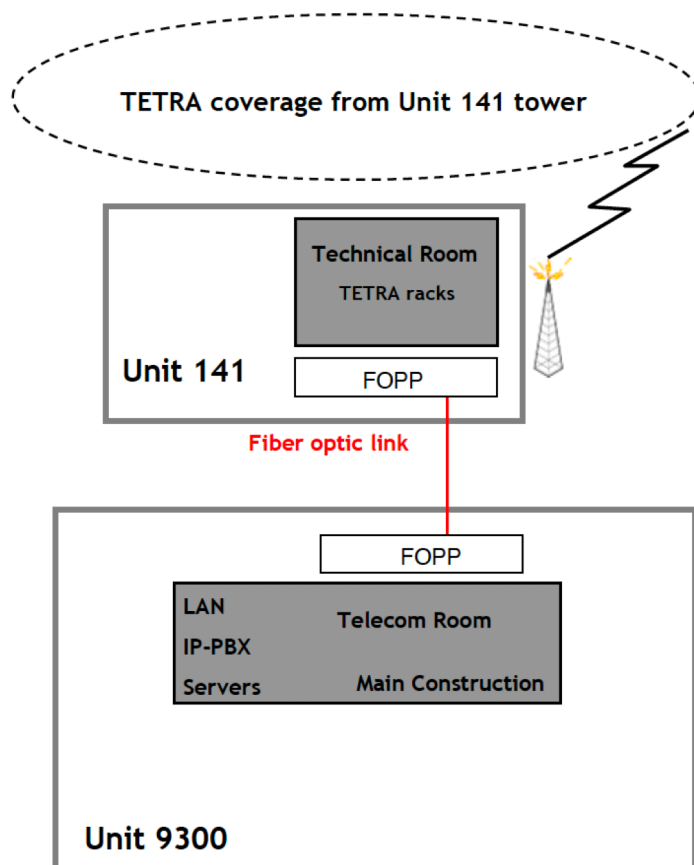 TETRA coverage from Unit 141 tower
Technical Room
TETRA racks
Unit 141
FOPP
Fiber optic link
FOPP
LAN
Telecom Room
IP-PBX
Servers
Main Construction
Unit 9300